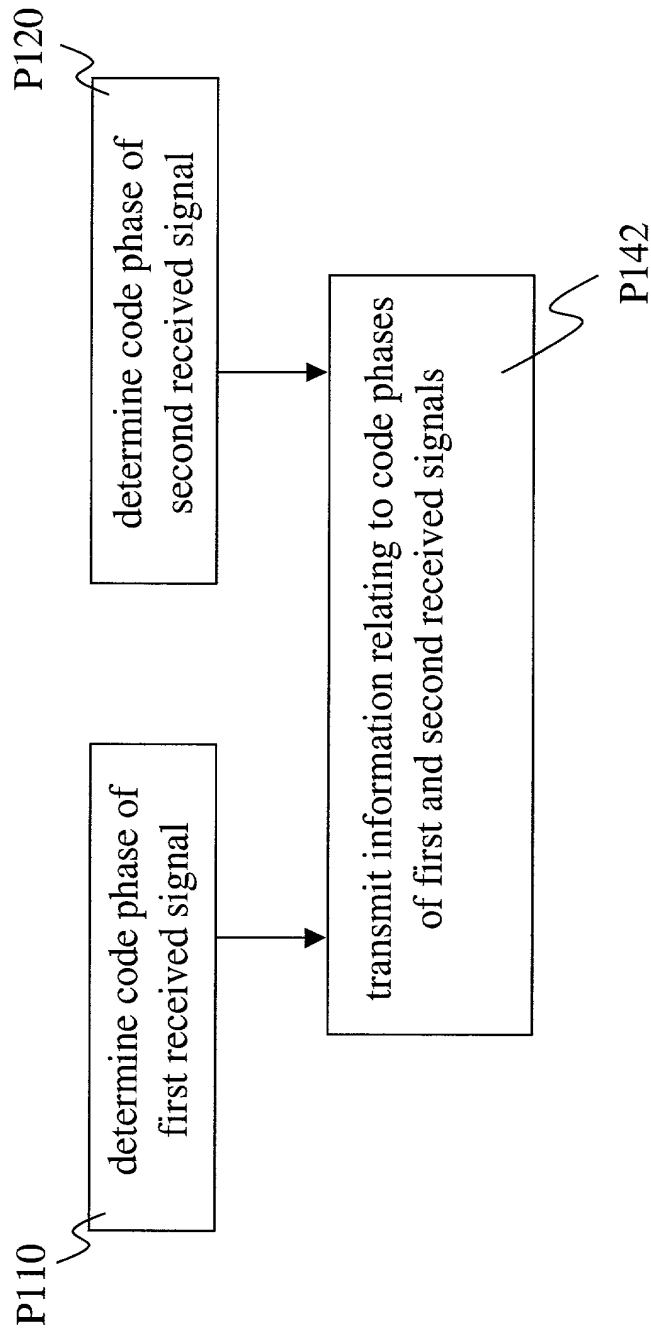 P110
determine code phase of
first received signal
P120
determine code phase of
second received signal
transmit information relating to code phases
of first and second received signals
P142